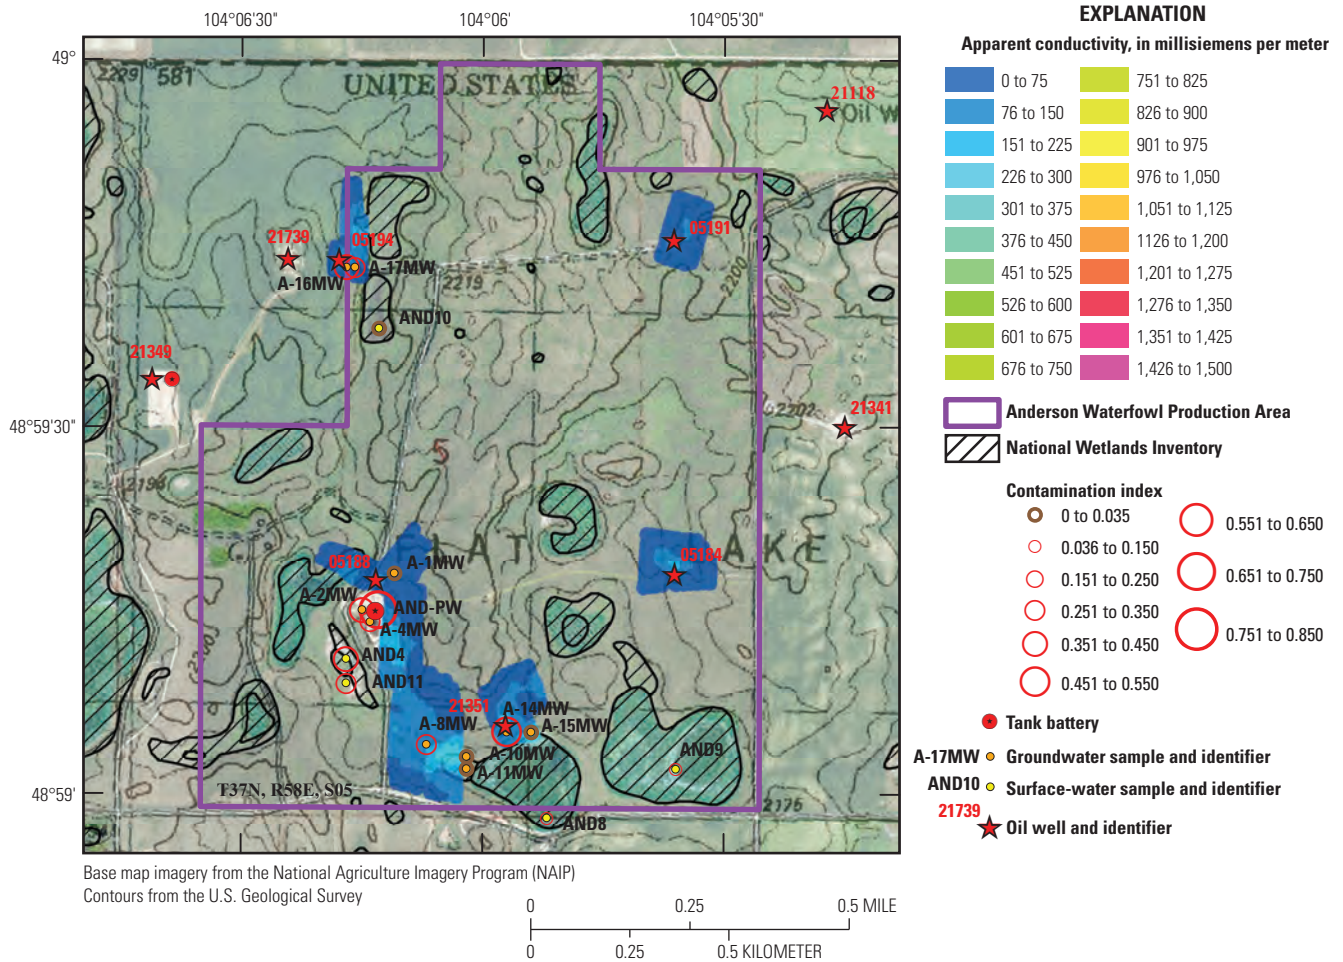 104°06'30"
104°06'
104°05'30"
49°
48°59'30"
48°59'
2229
581
UNITED STATES
21118
Oil W
05191
21739
05194
A-17MW
A-16MW
2219
2200
AND10
21349
2202
21341
5
2198
FLAT LAKE
05188
A-1MW
05184
A-2MW
AND-PW
A-4MW
AND4
AND11
21351
A-14MW
A-8MW
A-15MW
A-10MW
A-11MW
AND9
T37N, R58E, S05
2175
AND8
Base map imagery from the National Agriculture Imagery Program (NAIP)
Contours from the U.S. Geological Survey
0 0.25 0.5 MILE
0 0.25 0.5 KILOMETER
EXPLANATION
Apparent conductivity, in millisiemens per meter
0 to 75
76 to 150
151 to 225
226 to 300
301 to 375
376 to 450
451 to 525
526 to 600
601 to 675
676 to 750
751 to 825
826 to 900
901 to 975
976 to 1,050
1,051 to 1,125
1126 to 1,200
1,201 to 1,275
1,276 to 1,350
1,351 to 1,425
1,426 to 1,500
Anderson Waterfowl Production Area
National Wetlands Inventory
Contamination index
0 to 0.035
0.036 to 0.150
0.151 to 0.250
0.251 to 0.350
0.351 to 0.450
0.451 to 0.550
0.551 to 0.650
0.651 to 0.750
0.751 to 0.850
Tank battery
A-17MW Groundwater sample and identifier
AND10 Surface-water sample and identifier
21739 Oil well and identifier